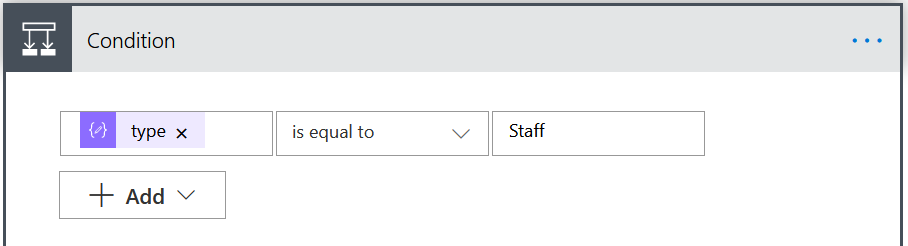 Condition
type × is equal to Staff
+ Add